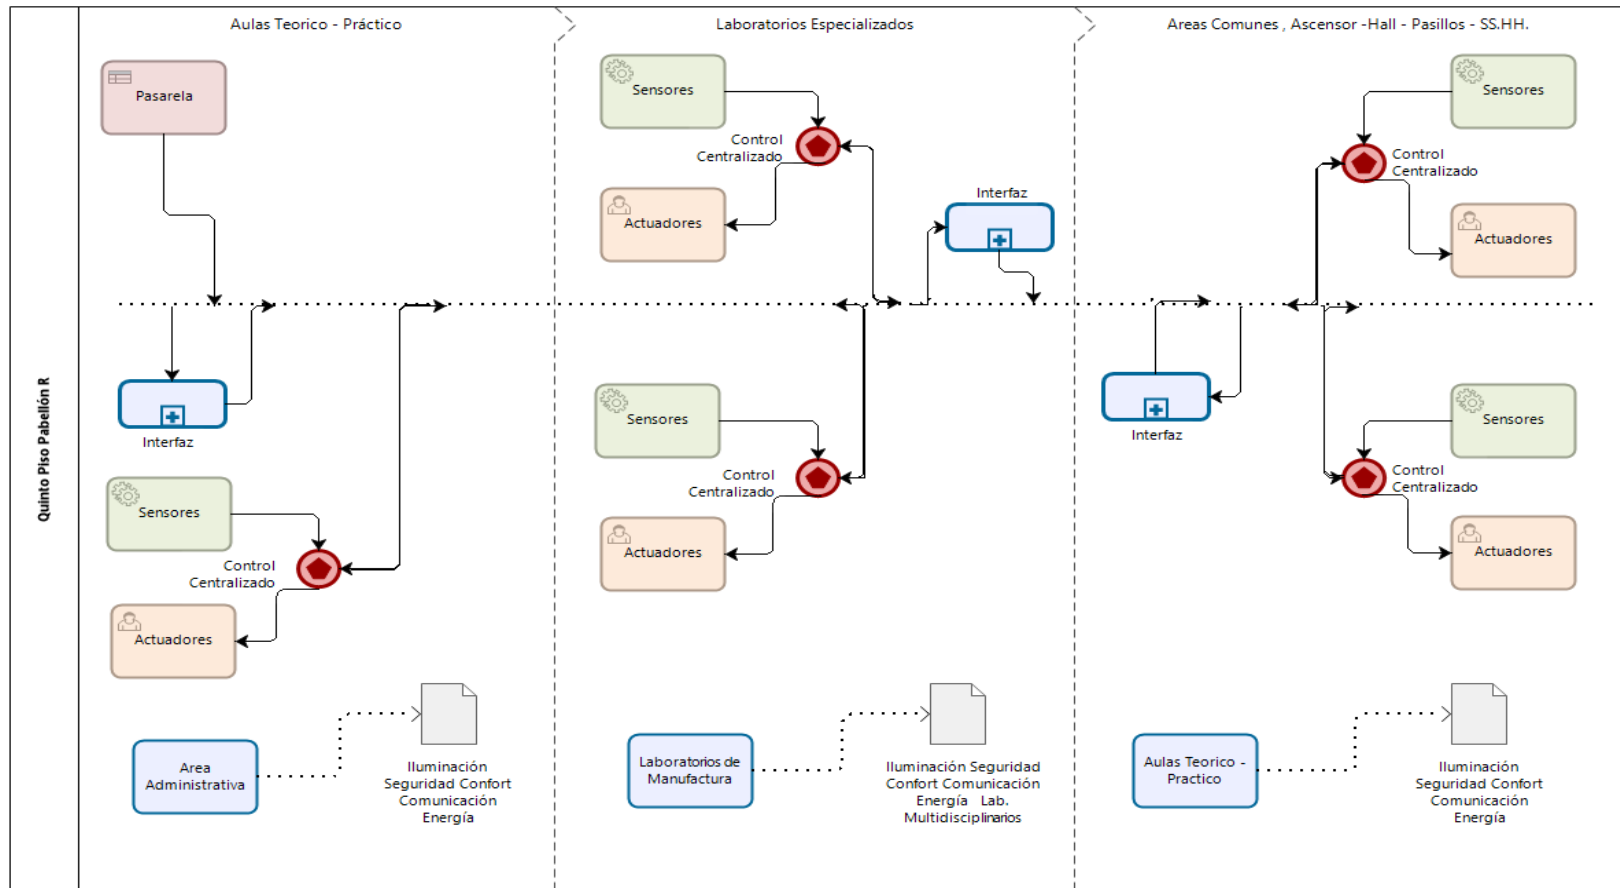 Quinto Piso Pabellón R
Aulas Teorico - Práctico
Pasarela
Interfaz
Sensores
Control
Centralizado
Actuadores
Area
Administrativa
Iluminación
Seguridad Confort
Comunicación
Energía
Laboratorios Especializados
Sensores
Control
Centralizado
Actuadores
Interfaz
Sensores
Control
Centralizado
Actuadores
Laboratorios de
Manufactura
Iluminación Seguridad
Confort Comunicación
Energía Lab.
Multidisciplinarios
Areas Comunes , Ascensor -Hall - Pasillos - SS.HH.
Sensores
Control
Centralizado
Actuadores
Interfaz
Sensores
Control
Centralizado
Actuadores
Aulas Teorico -
Practico
Iluminación
Seguridad Confort
Comunicación
Energía